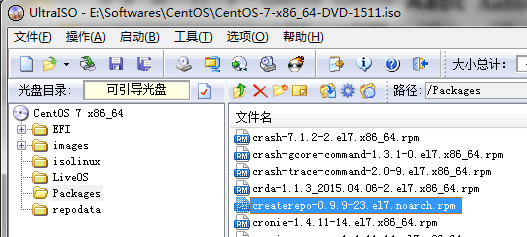 UltraISO - E:\Softwares\CentOS\CentOS-7-x86_64-DVD-1511.iso
文件(F) 操作(A) 启动(B) 工具(T) 选项(O) 帮助(H)
大小总计:
光盘目录: 可引导光盘 路径: /Packages
CentOS 7 x86_64
EFI
images
isolinux
LiveOS
Packages
repodata
文件名
crash-7.1.2-2.el7.x86_64.rpm
crash-gcore-command-1.3.1-0.el7.x86_64.rpm
crash-trace-command-2.0-9.el7.x86_64.rpm
crda-1.1.3_2015.04.06-2.el7.x86_64.rpm
createrepo-0.9.9-23.el7.noarch.rpm
cronie-1.4.11-14.el7.x86_64.rpm